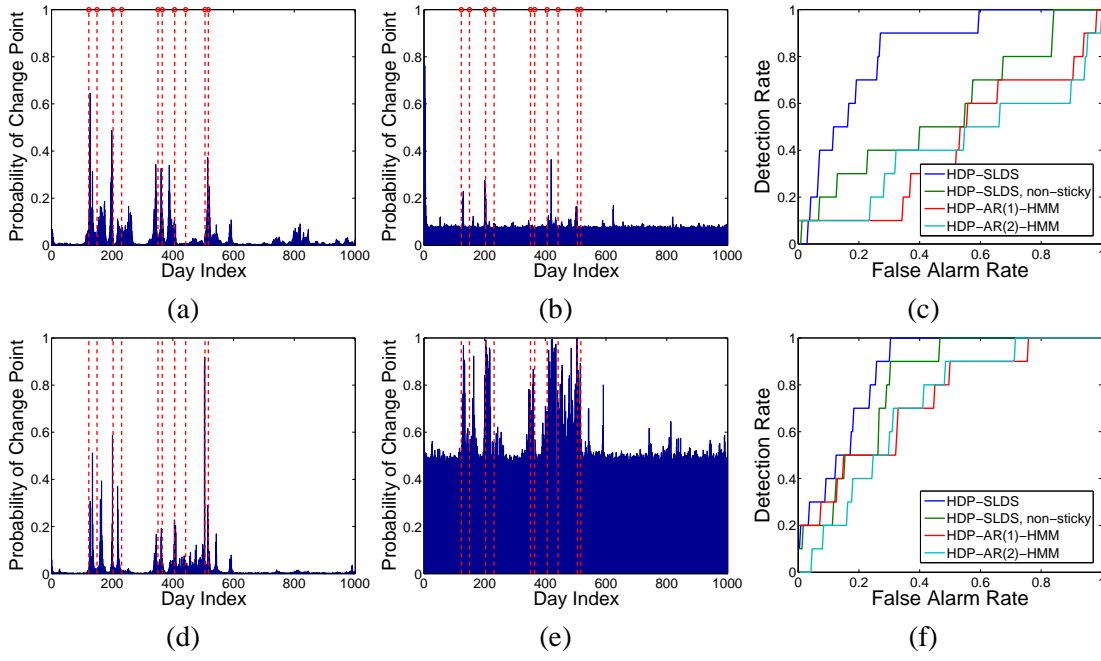 1
0.8
0.6
0.4
0.2
0
0 200 400 600 800 1000
Probability of Change Point
Day Index
(a)
1
0.8
0.6
0.4
0.2
0
0 200 400 600 800 1000
Probability of Change Point
Day Index
(b)
1
0.8
0.6
0.4
0.2
0
0.2 0.4 0.6 0.8 1
Detection Rate
False Alarm Rate
HDP-SLDS
HDP-SLDS, non-sticky
HDP-AR(1)-HMM
HDP-AR(2)-HMM
(c)
1
0.8
0.6
0.4
0.2
0
0 200 400 600 800 1000
Probability of Change Point
Day Index
(d)
1
0.8
0.6
0.4
0.2
0
0 200 400 600 800 1000
Probability of Change Point
Day Index
(e)
1
0.8
0.6
0.4
0.2
0
0 0.2 0.4 0.6 0.8 1
Detection Rate
False Alarm Rate
HDP-SLDS
HDP-SLDS, non-sticky
HDP-AR(1)-HMM
HDP-AR(2)-HMM
(f)